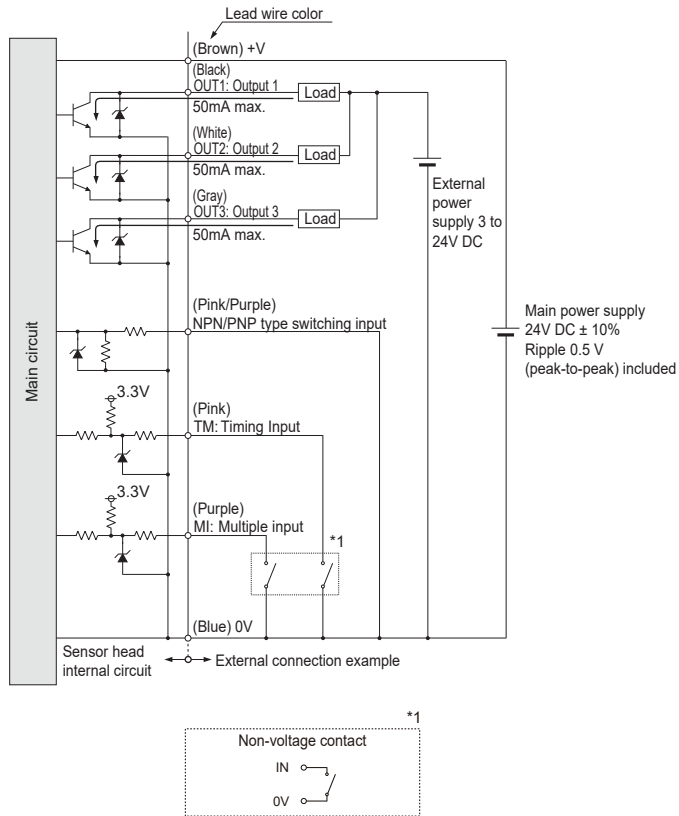 Lead wire color
(Brown) +V
(Black)
OUT1: Output 1
Load
50mA max.
(White)
OUT2: Output 2
Load
50mA max.
(Gray)
OUT3: Output 3
Load
50mA max.
External
power
supply 3 to
24V DC
Main power supply
24V DC ± 10%
Ripple 0.5 V
(peak-to-peak) included
Main circuit
(Pink/Purple)
NPN/PNP type switching input
3.3V
(Pink)
TM: Timing Input
3.3V
(Purple)
MI: Multiple input
*1
(Blue) 0V
Sensor head
internal circuit
External connection example
*1
Non-voltage contact
IN
0V